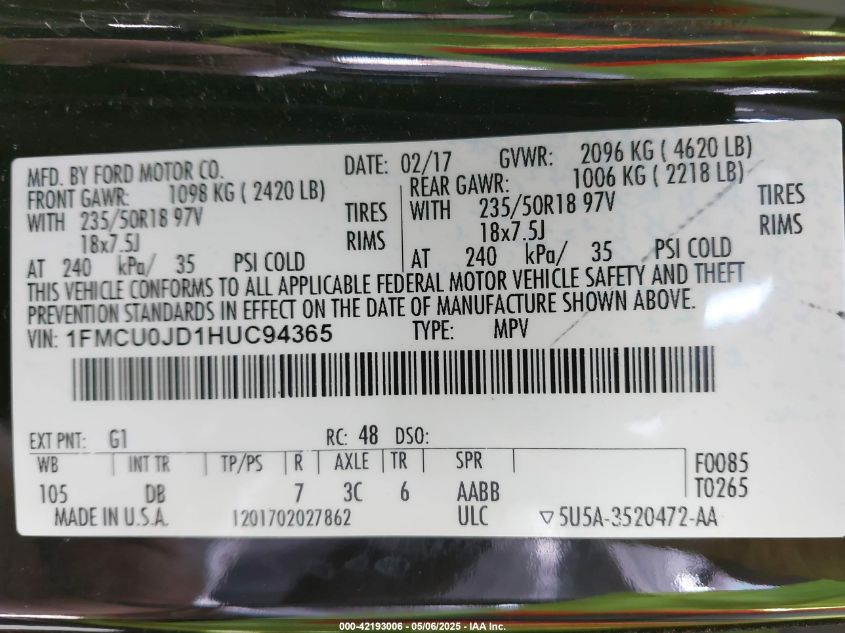 MFD. BY FORD MOTOR CO. DATE: 02/17 GVWR: 2096 KG ( 4620 LB)
FRONT GAWR: 1098 KG ( 2420 LB) REAR GAWR: 1006 KG ( 2218 LB)
WITH 235/50R18 97V TIRES WITH 235/50R18 97V TIRES
18x7.5J RIMS 18x7.5J RIMS
AT 240 kPa/ 35 PSI COLD AT 240 kPa/ 35 PSI COLD
THIS VEHICLE CONFORMS TO ALL APPLICABLE FEDERAL MOTOR VEHICLE SAFETY AND THEFT
PREVENTION STANDARDS IN EFFECT ON THE DATE OF MANUFACTURE SHOWN ABOVE.
VIN: 1FMCU0JD1HUC94365 TYPE: MPV
EXT PNT: G1 RC: 48 DSO:
WB INT TR TP/PS R AXLE TR SPR F0085
105 DB 7 3C 6 AABB T0265
MADE IN U.S.A. 1201702027862 ULC ▽5U5A-3520472-AA
000-42193006 - 05/06/2025 - IAA Inc.